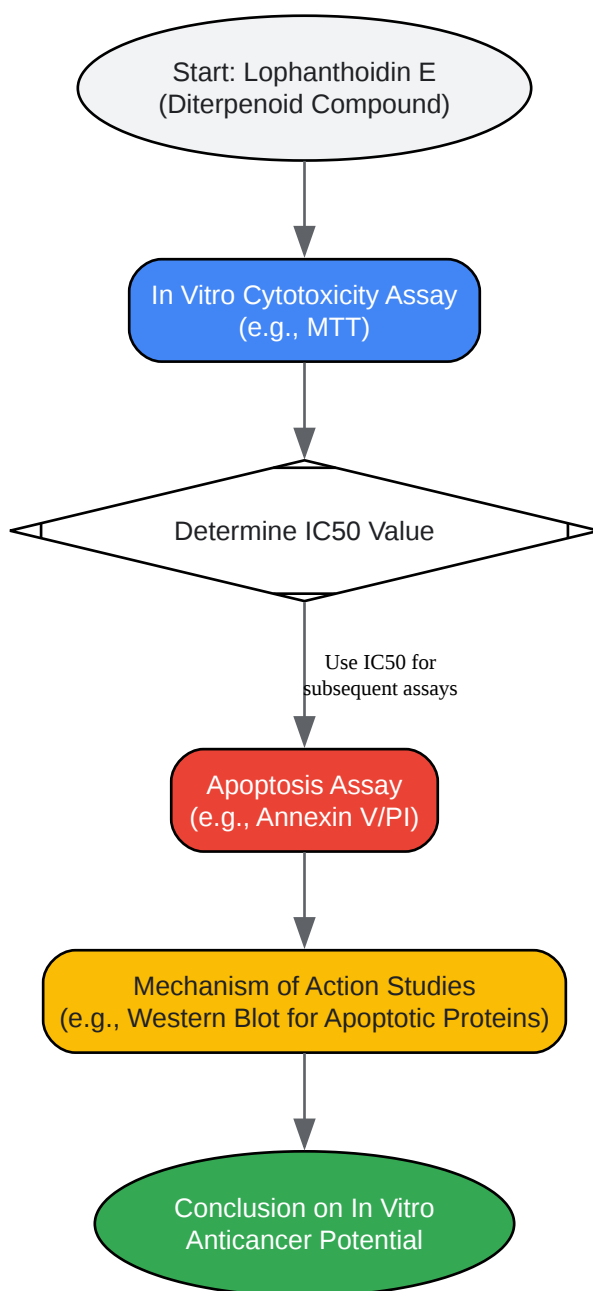 Start: Lophanthoidin E
(Diterpenoid Compound)
In Vitro Cytotoxicity Assay
(e.g., MTT)
Determine IC50 Value
Use IC50 for
subsequent assays
Apoptosis Assay
(e.g., Annexin V/PI)
Mechanism of Action Studies
(e.g., Western Blot for Apoptotic Proteins)
Conclusion on In Vitro
Anticancer Potential